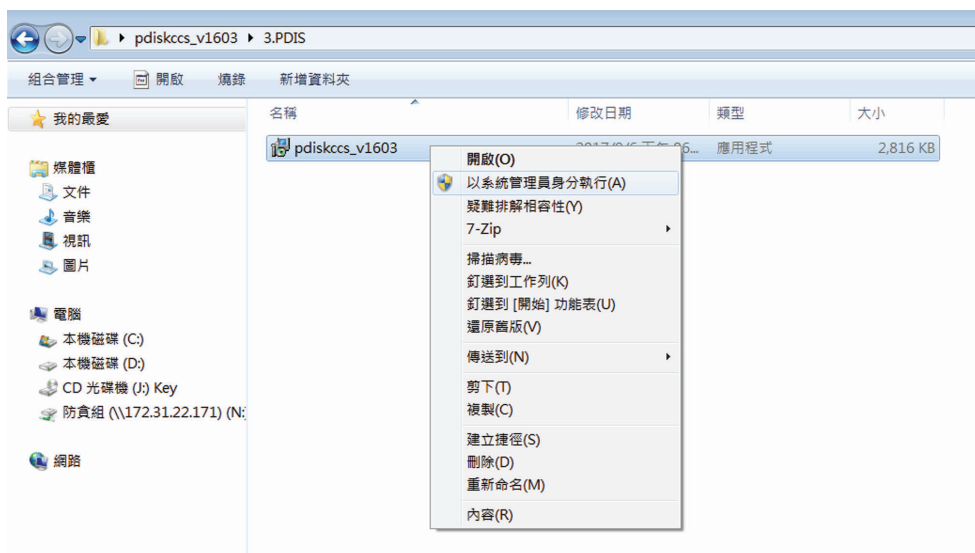 pdiskccs_v1603 ▸ 3.PDIS
組合管理 開啟 燒錄 新增資料夾
我的最愛
媒體櫃
文件
音樂
視訊
圖片
電腦
本機磁碟 (C:)
本機磁碟 (D:)
CD 光碟機 (J:) Key
防貪組 (\\172.31.22.171) (N:
網路
名稱 修改日期 類型 大小
pdiskccs_v1603 應用程式 2,816 KB
開啟(O)
以系統管理員身分執行(A)
疑難排解相容性(Y)
7-Zip
掃描病毒...
釘選到工作列(K)
釘選到 [開始] 功能表(U)
還原舊版(V)
傳送到(N)
剪下(T)
複製(C)
建立捷徑(S)
刪除(D)
重新命名(M)
內容(R)